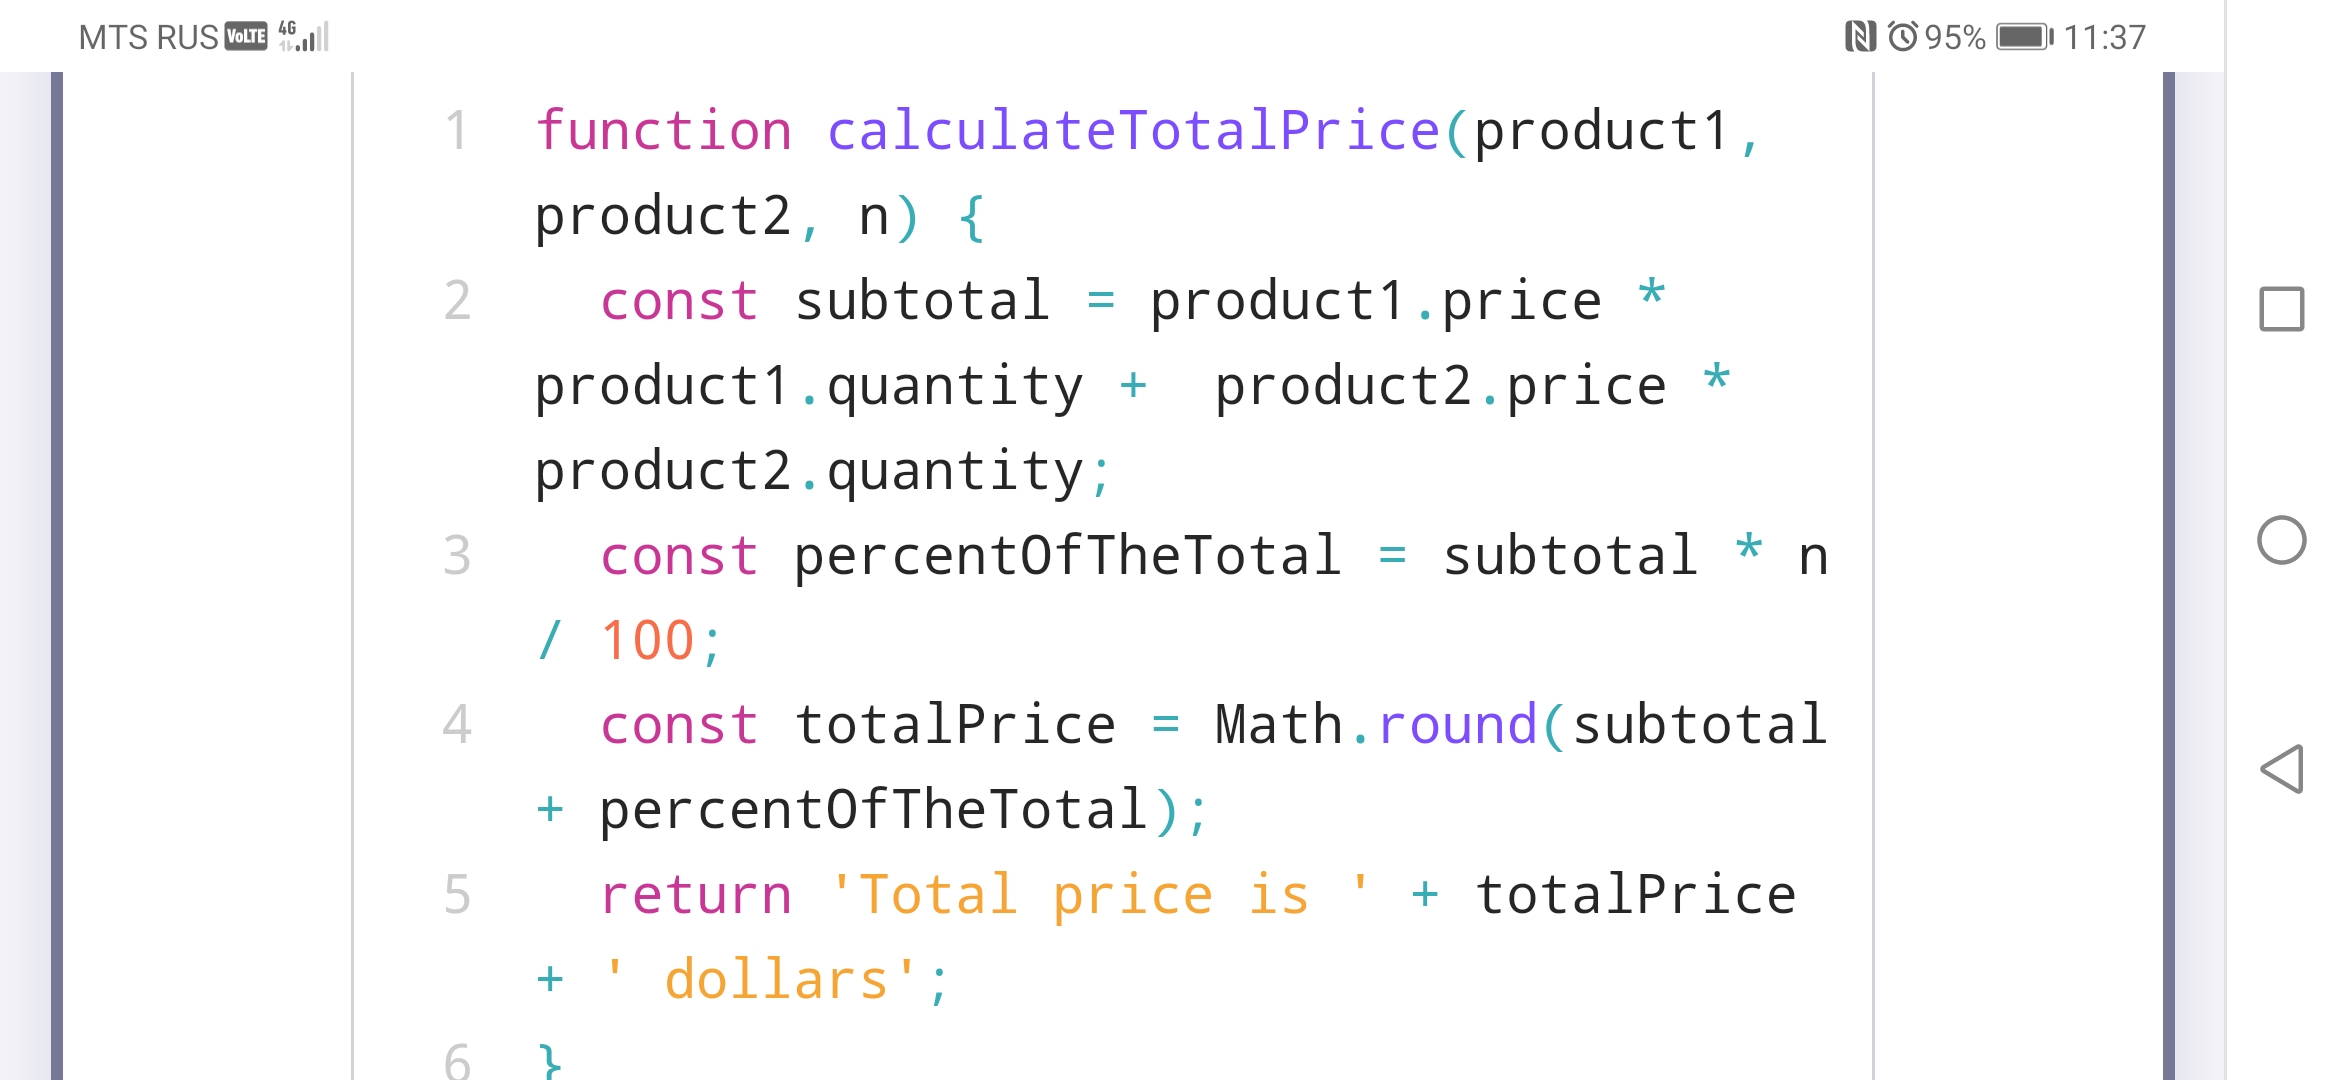 MTS RUS VoLTE 4G 95% 11:37
1 function calculateTotalPrice(product1,
product2, n) {
2 const subtotal = product1.price *
product1.quantity +  product2.price *
product2.quantity;
3 const percentOfTheTotal = subtotal * n
/ 100;
4 const totalPrice = Math.round(subtotal
+ percentOfTheTotal);
5 return 'Total price is ' + totalPrice
+ ' dollars';
6 }